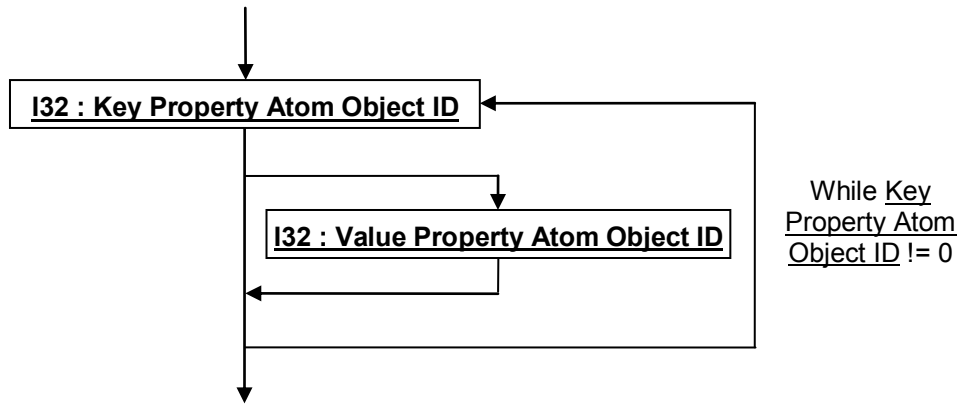 I32 : Key Property Atom Object ID
I32 : Value Property Atom Object ID
While Key
Property Atom
Object ID != 0